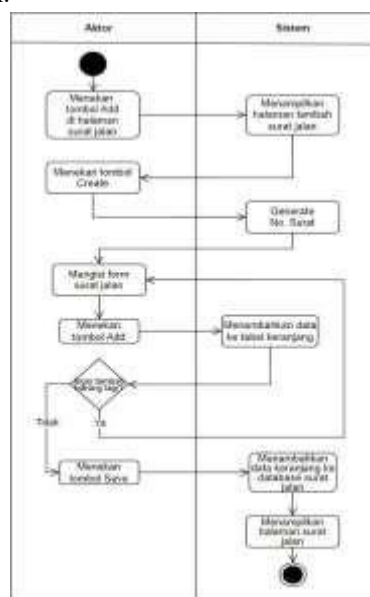 Aktor
Sistem
Menekan
tombol Add
di halaman
surat jalan
Menampilkan
halaman tambah
surat jalan
Menekan tombol
Create
Generate
No. Surat
Mengisi form
surat jalan
Menekan
tombol Add
Menambahkan data
ke tabel keranjang
barang lagi?
Tidak
Ya
Menekan
tombol Save
Menambahkan
data keranjang ke
database surat
jalan
Menampilkan
halaman surat
jalan